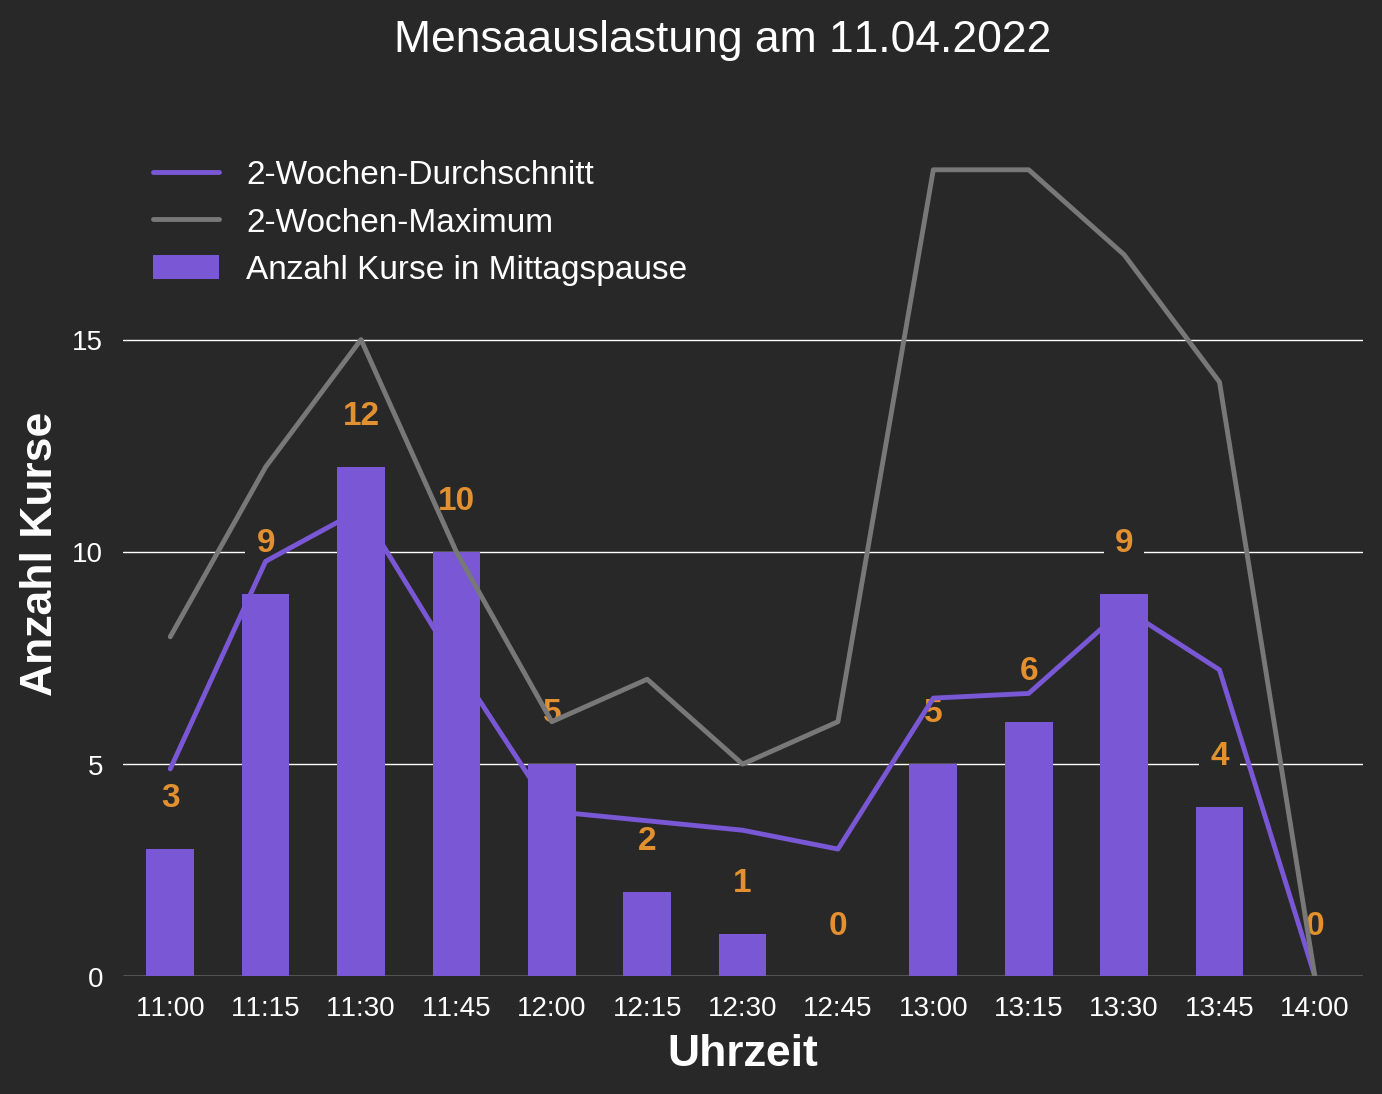 Mensaauslastung am 11.04.2022
2-Wochen-Durchschnitt
2-Wochen-Maximum
Anzahl Kurse in Mittagspause
Anzahl Kurse
15
10
5
0
3
9
12
10
5
2
1
0
5
6
9
4
0
11:00 11:15 11:30 11:45 12:00 12:15 12:30 12:45 13:00 13:15 13:30 13:45 14:00
Uhrzeit